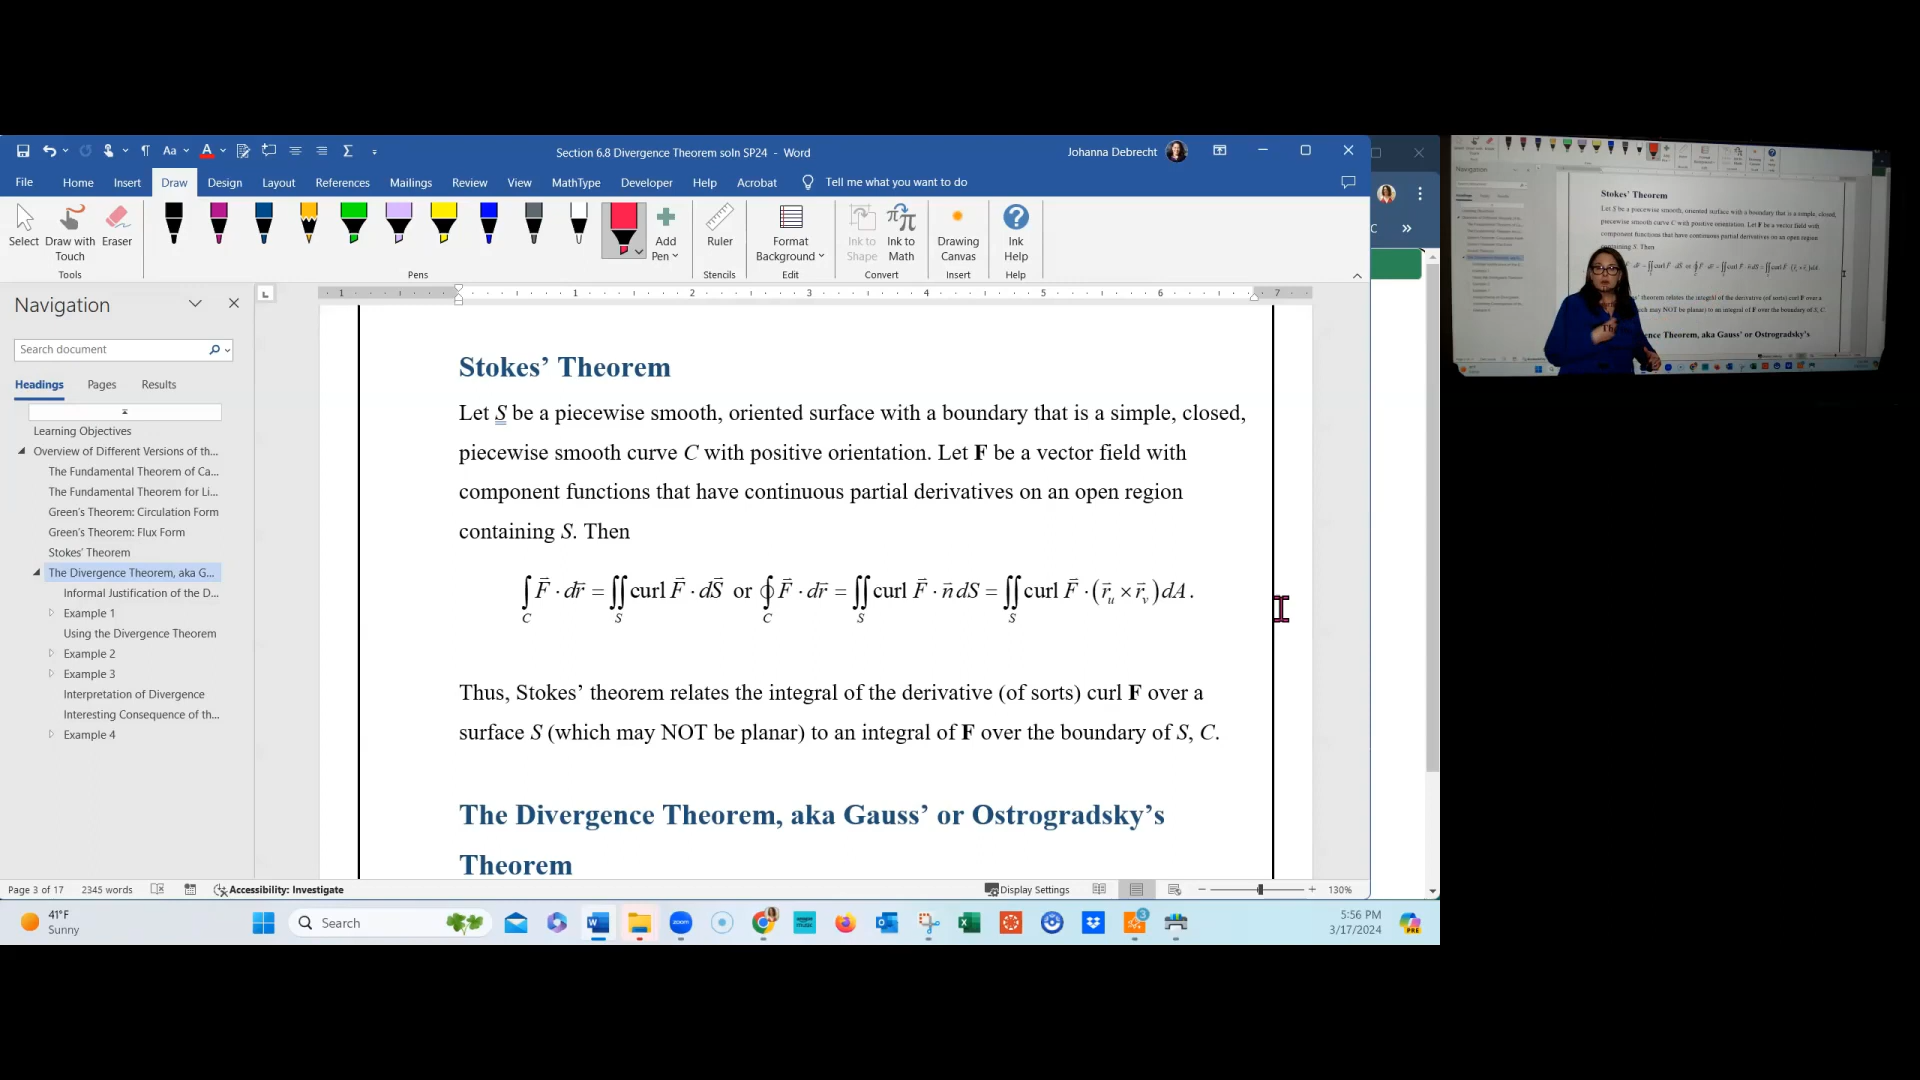 Section 6.8 Divergence Theorem soln SP24 - Word
Johanna Debrecht
File Home Insert Draw Design Layout References Mailings Review View MathType Developer Help Acrobat Tell me what you want to do
Select
Draw with Touch
Eraser
Tools
Pens
Add Pen
Ruler
Stencils
Format Background
Edit
Ink to Shape
Ink to Math
Convert
Drawing Canvas
Insert
Ink Help
Help
Navigation
Search document
Headings Pages Results
Learning Objectives
Overview of Different Versions of th...
The Fundamental Theorem of Ca...
The Fundamental Theorem for Li...
Green's Theorem: Circulation Form
Green's Theorem: Flux Form
Stokes' Theorem
The Divergence Theorem, aka G...
Informal Justification of the D...
Example 1
Using the Divergence Theorem
Example 2
Example 3
Interpretation of Divergence
Interesting Consequence of th...
Example 4
1 1 2 3 4 5 6 7
Stokes' Theorem
Let S be a piecewise smooth, oriented surface with a boundary that is a simple, closed,
piecewise smooth curve C with positive orientation. Let F be a vector field with
component functions that have continuous partial derivatives on an open region
containing S. Then
∫_C F⃗ · dr⃗ = ∬_S curl F⃗ · dS⃗ or ∮_C F⃗ · dr⃗ = ∬_S curl F⃗ · n⃗ dS = ∬_S curl F⃗ · (r⃗_u × r⃗_v) dA.
Thus, Stokes' theorem relates the integral of the derivative (of sorts) curl F over a
surface S (which may NOT be planar) to an integral of F over the boundary of S, C.
The Divergence Theorem, aka Gauss' or Ostrogradsky's
Theorem
Page 3 of 17 2345 words Accessibility: Investigate Display Settings 130%
41°F
Sunny
Search
5:56 PM
3/17/2024